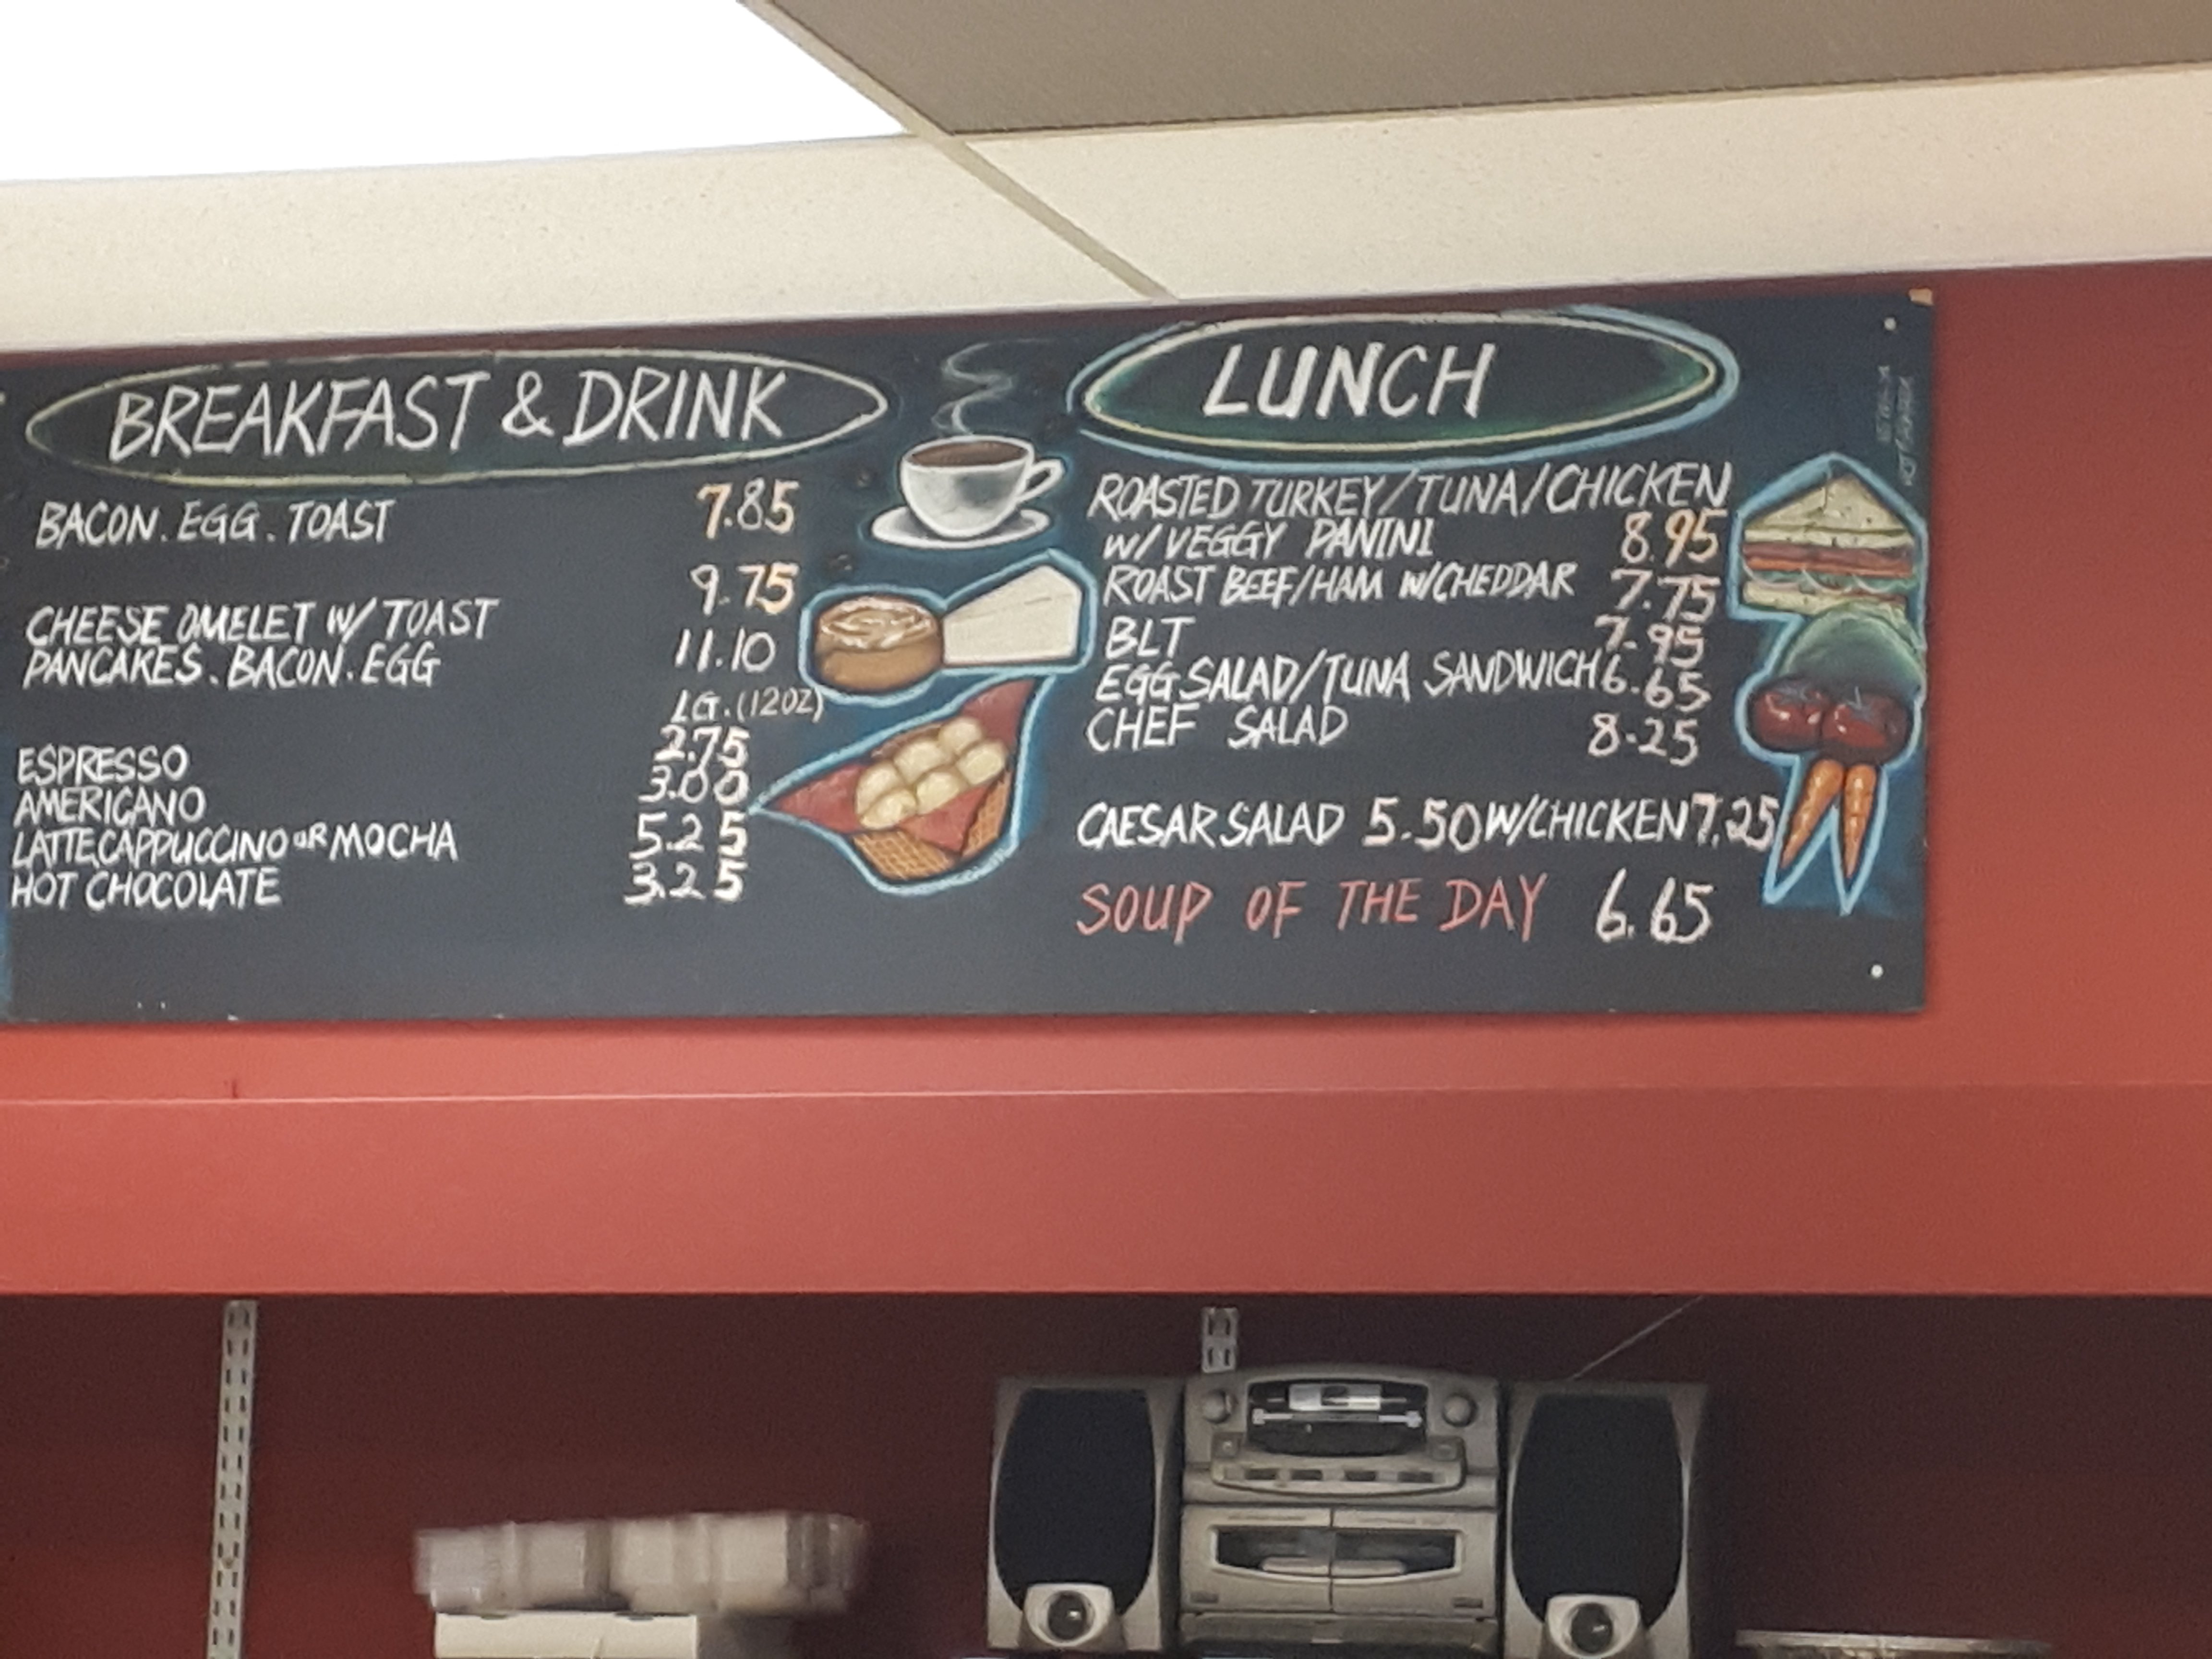 BREAKFAST & DRINK
BACON. EGG. TOAST 7.85
CHEESE OMELET W/ TOAST 9.75
PANCAKES. BACON. EGG 11.10
LG. (12OZ)
ESPRESSO 2.75
AMERICANO 3.00
LATTE,CAPPUCCINO OR MOCHA 5.25
HOT CHOCOLATE 3.25
LUNCH
ROASTED TURKEY/TUNA/CHICKEN
W/ VEGGY PANINI 8.95
ROAST BEEF/HAM W/CHEDDAR 7.75
BLT 7.95
EGG SALAD/TUNA SANDWICH 6.65
CHEF SALAD 8.25
CAESAR SALAD 5.50 W/CHICKEN 7.25
SOUP OF THE DAY 6.65